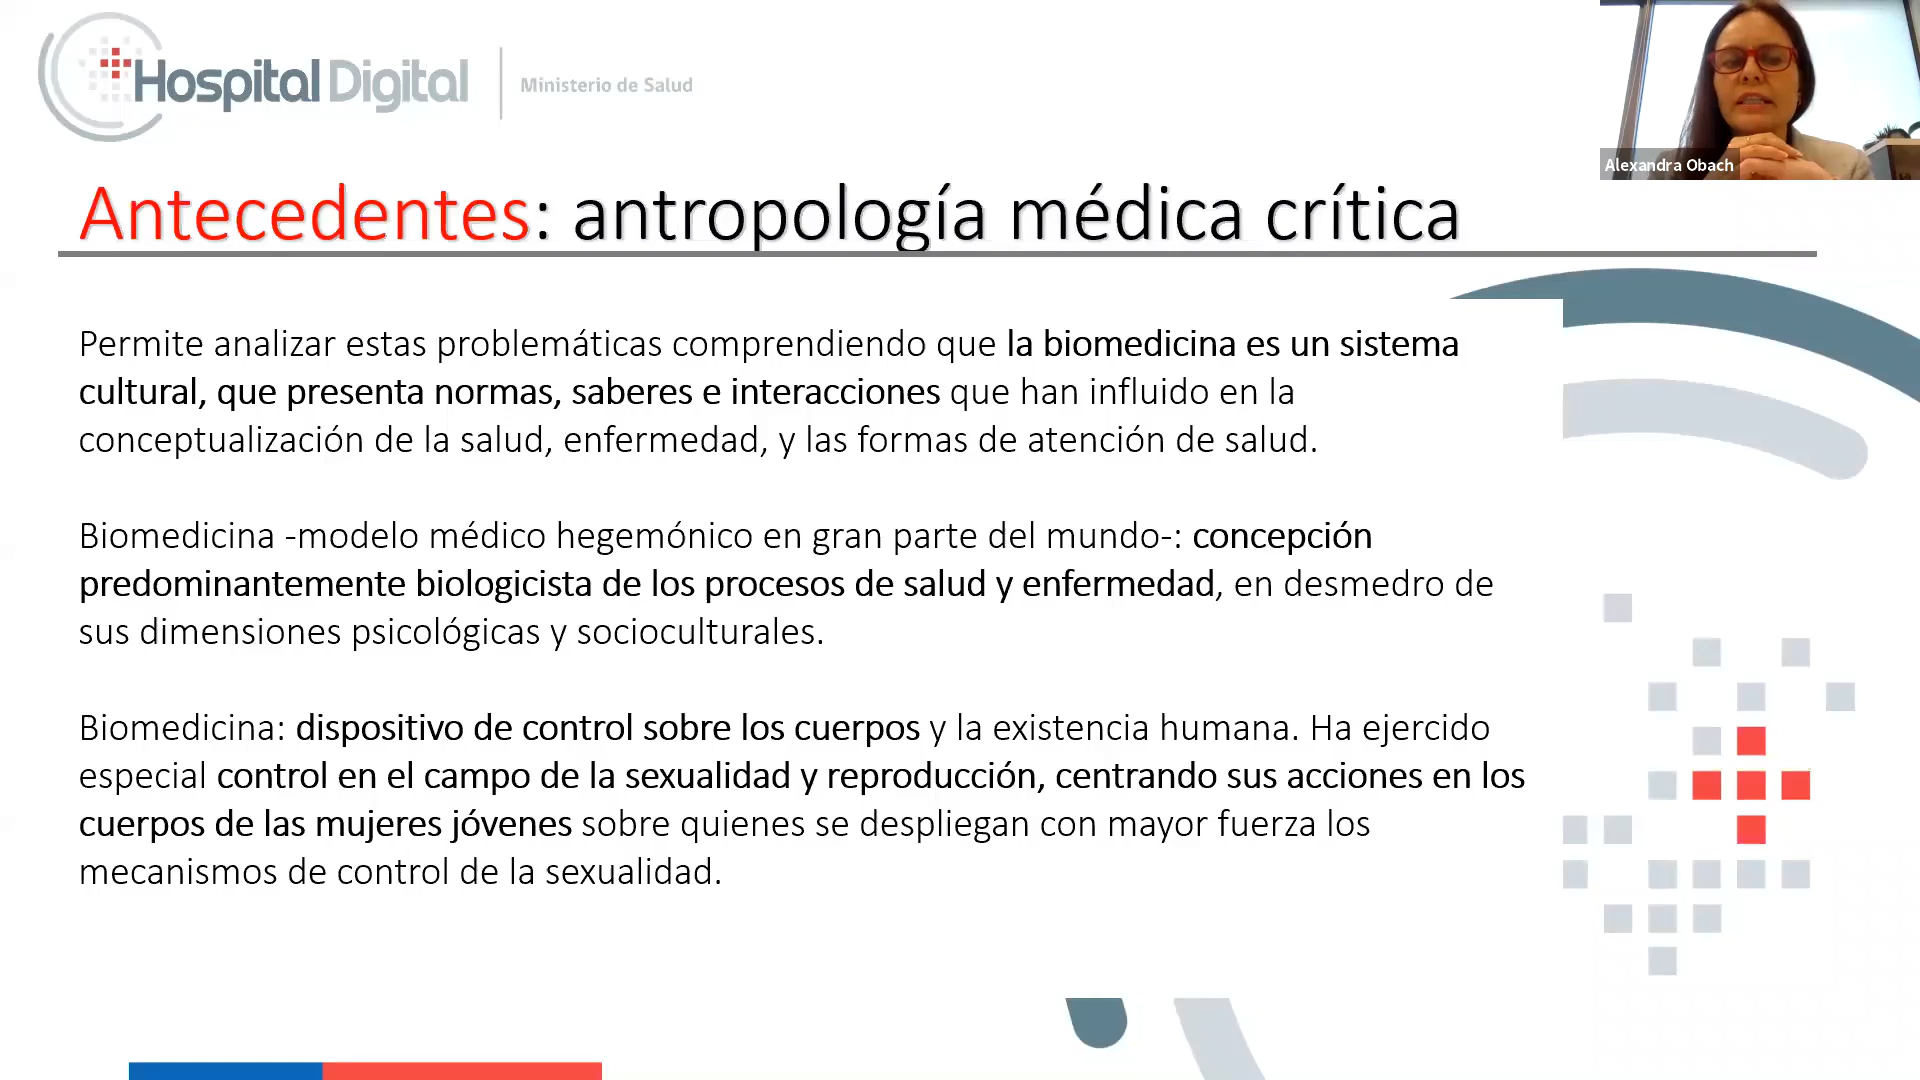 Hospital Digital
Ministerio de Salud
Alexandra Obach
Antecedentes: antropología médica crítica
Permite analizar estas problemáticas comprendiendo que la biomedicina es un sistema
cultural, que presenta normas, saberes e interacciones que han influido en la
conceptualización de la salud, enfermedad, y las formas de atención de salud.
Biomedicina -modelo médico hegemónico en gran parte del mundo-: concepción
predominantemente biologicista de los procesos de salud y enfermedad, en desmedro de
sus dimensiones psicológicas y socioculturales.
Biomedicina: dispositivo de control sobre los cuerpos y la existencia humana. Ha ejercido
especial control en el campo de la sexualidad y reproducción, centrando sus acciones en los
cuerpos de las mujeres jóvenes sobre quienes se despliegan con mayor fuerza los
mecanismos de control de la sexualidad.